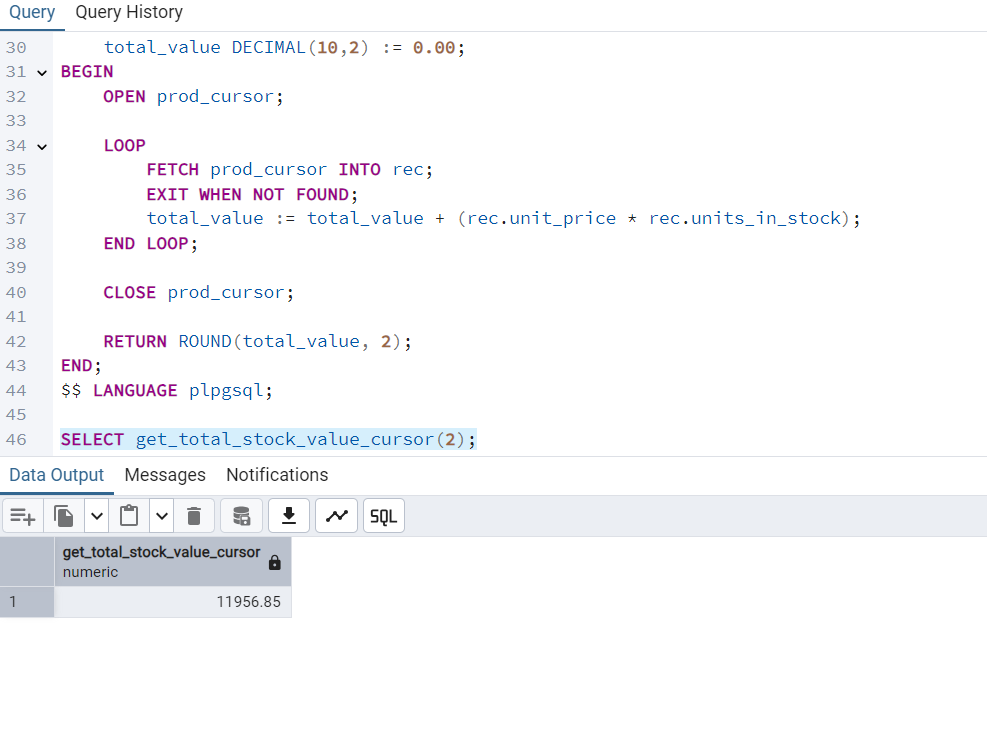 Query Query History
30 total_value DECIMAL(10,2) := 0.00;
31 BEGIN
32 OPEN prod_cursor;
33
34 LOOP
35 FETCH prod_cursor INTO rec;
36 EXIT WHEN NOT FOUND;
37 total_value := total_value + (rec.unit_price * rec.units_in_stock);
38 END LOOP;
39
40 CLOSE prod_cursor;
41
42 RETURN ROUND(total_value, 2);
43 END;
44 $$ LANGUAGE plpgsql;
45
46 SELECT get_total_stock_value_cursor(2);
Data Output Messages Notifications
SQL
get_total_stock_value_cursor
numeric
1 11956.85